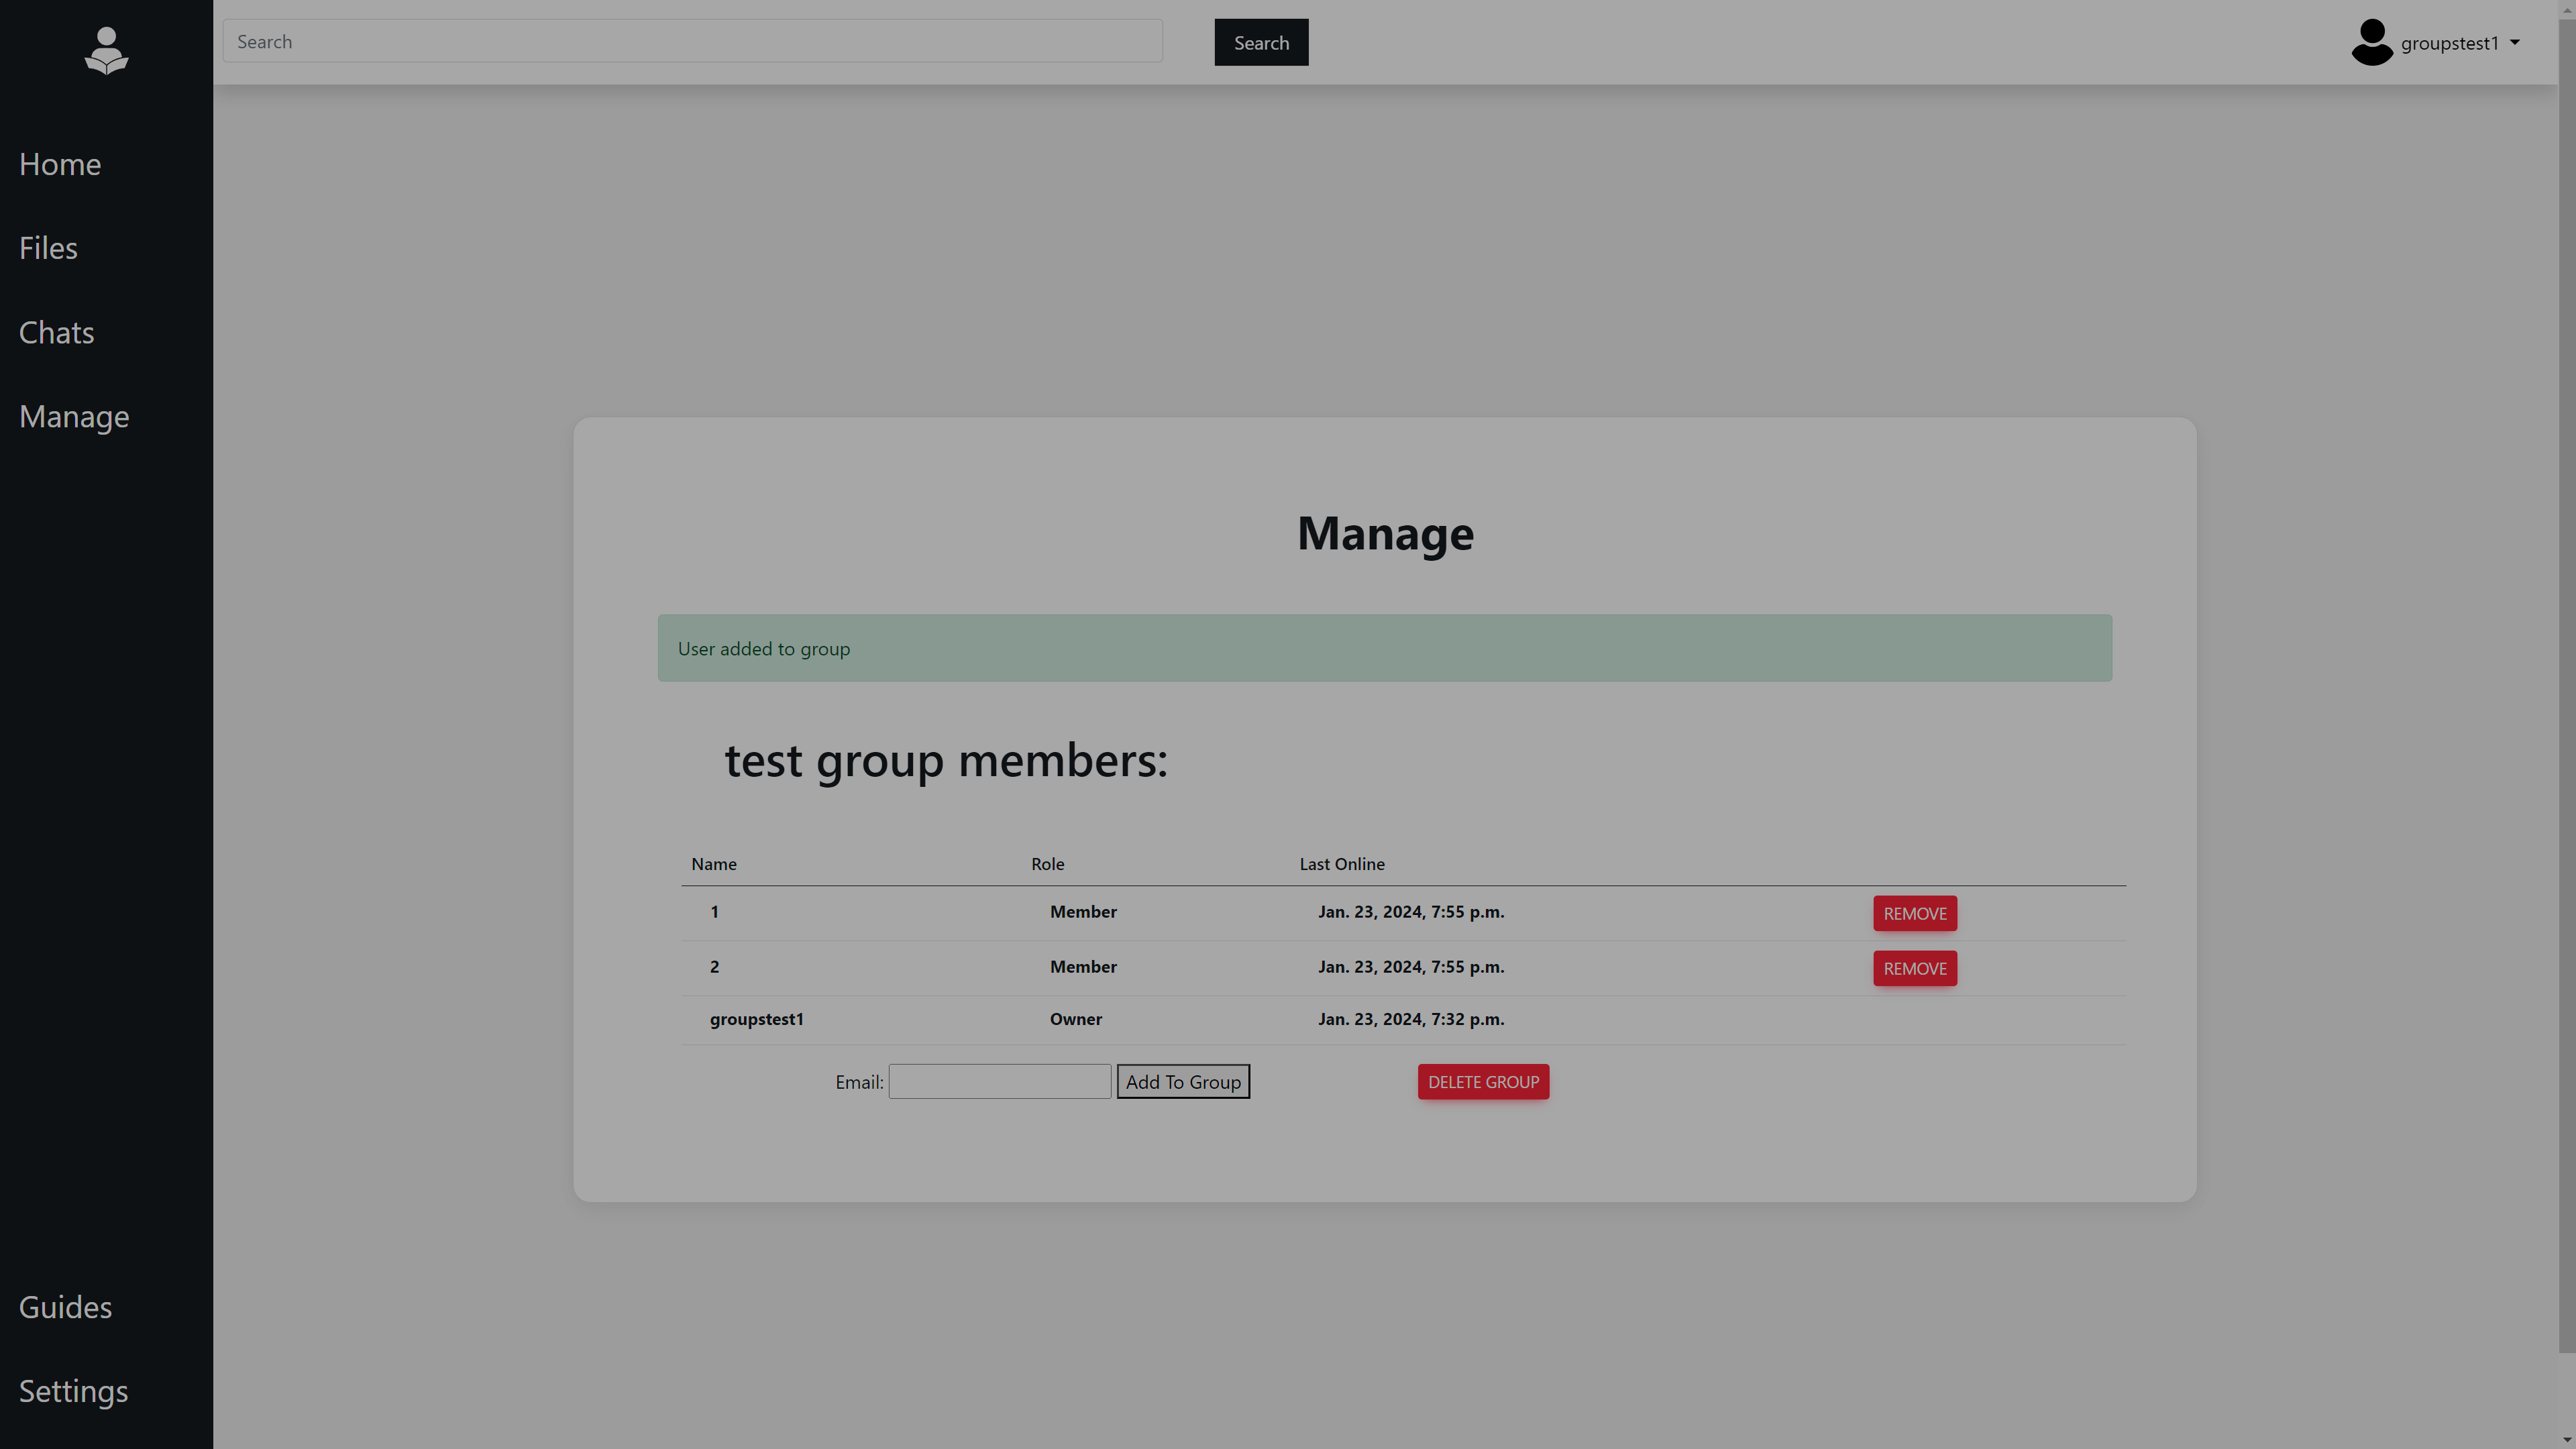 Search
Search
groupstest1
Home
Files
Chats
Manage
Guides
Settings
Manage
User added to group
test group members:
Name Role Last Online
1 Member Jan. 23, 2024, 7:55 p.m. REMOVE
2 Member Jan. 23, 2024, 7:55 p.m. REMOVE
groupstest1 Owner Jan. 23, 2024, 7:32 p.m.
Email: Add To Group DELETE GROUP